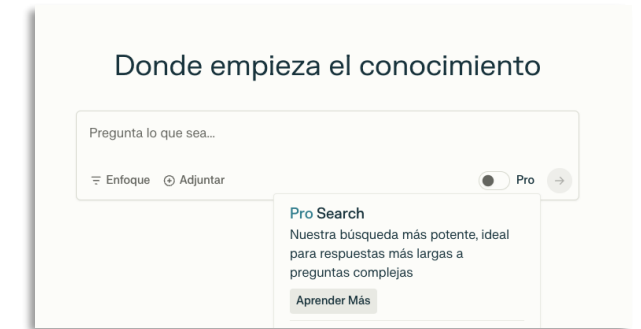 Donde empieza el conocimiento
Pregunta lo que sea...
Enfoque Adjuntar Pro
Pro Search
Nuestra búsqueda más potente, ideal
para respuestas más largas a
preguntas complejas
Aprender Más